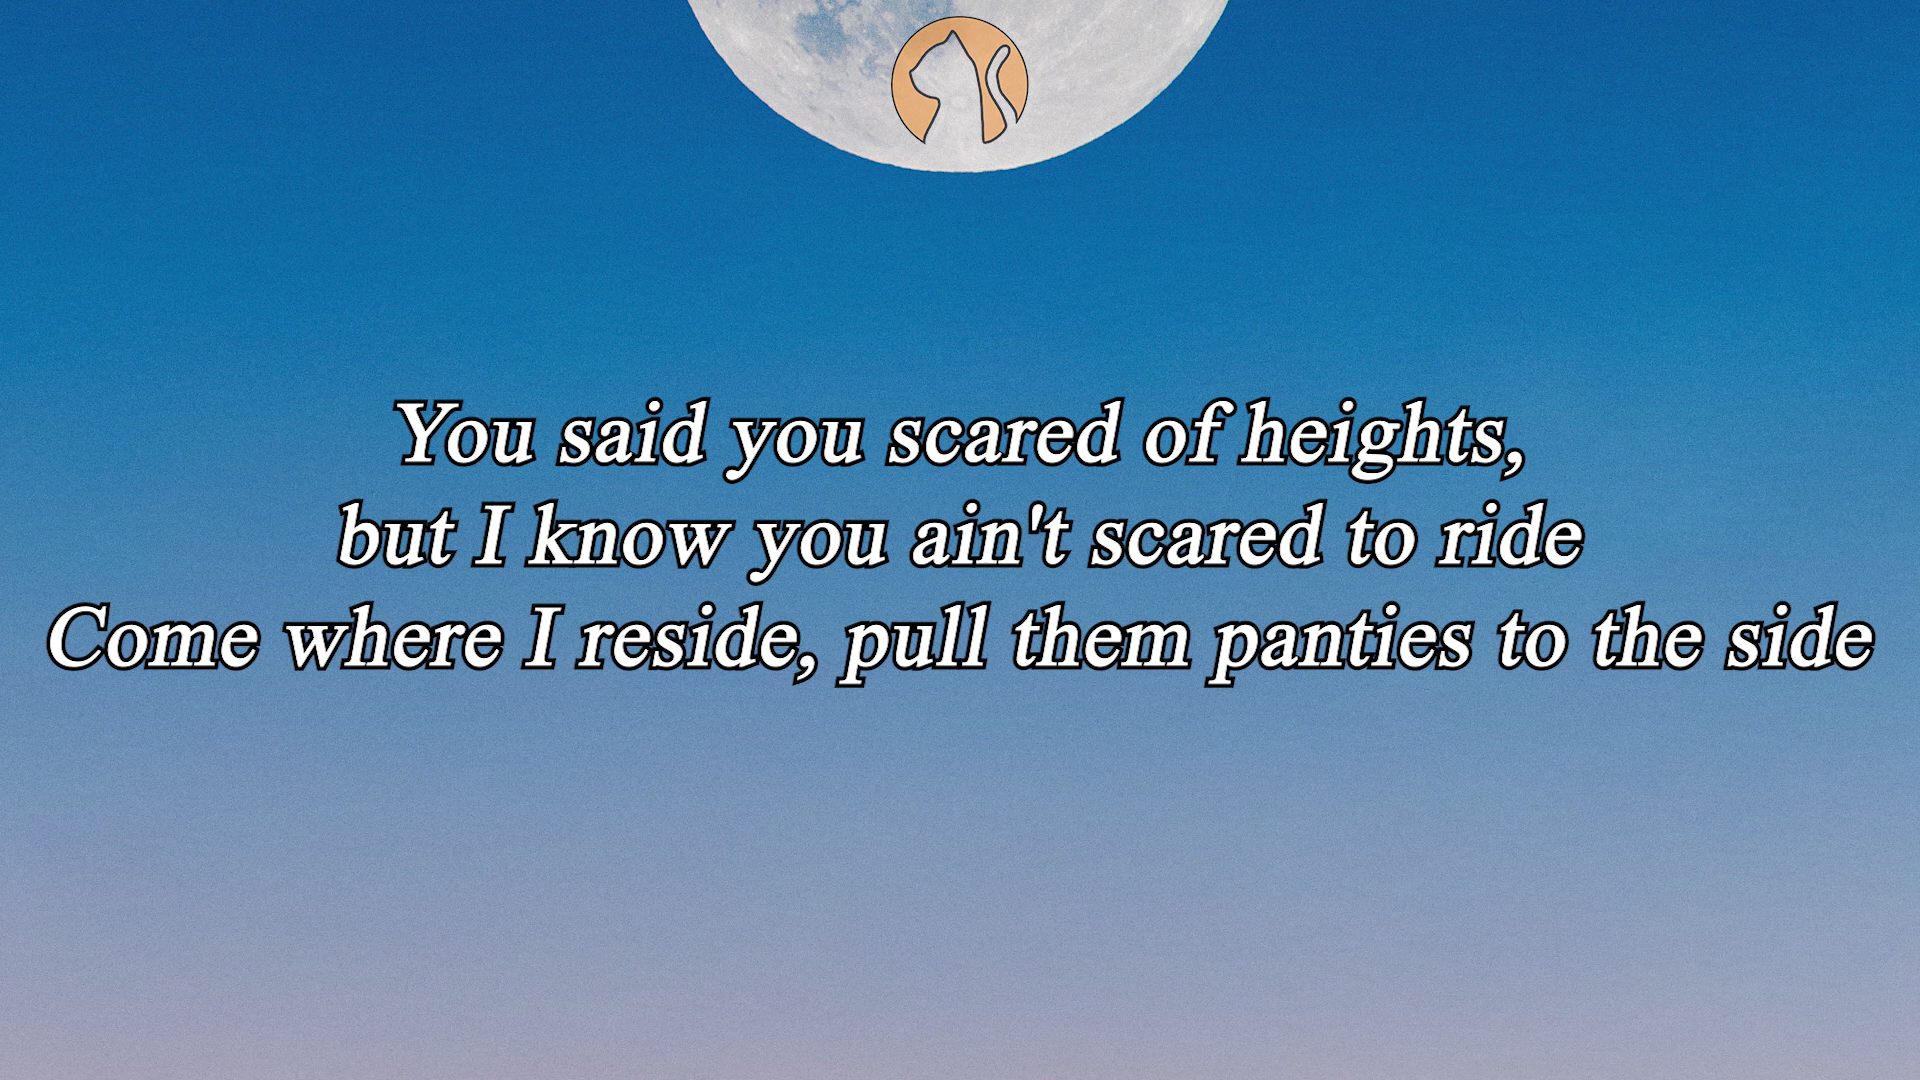 You said you scared of heights,
but I know you ain't scared to ride
Come where I reside, pull them panties to the side